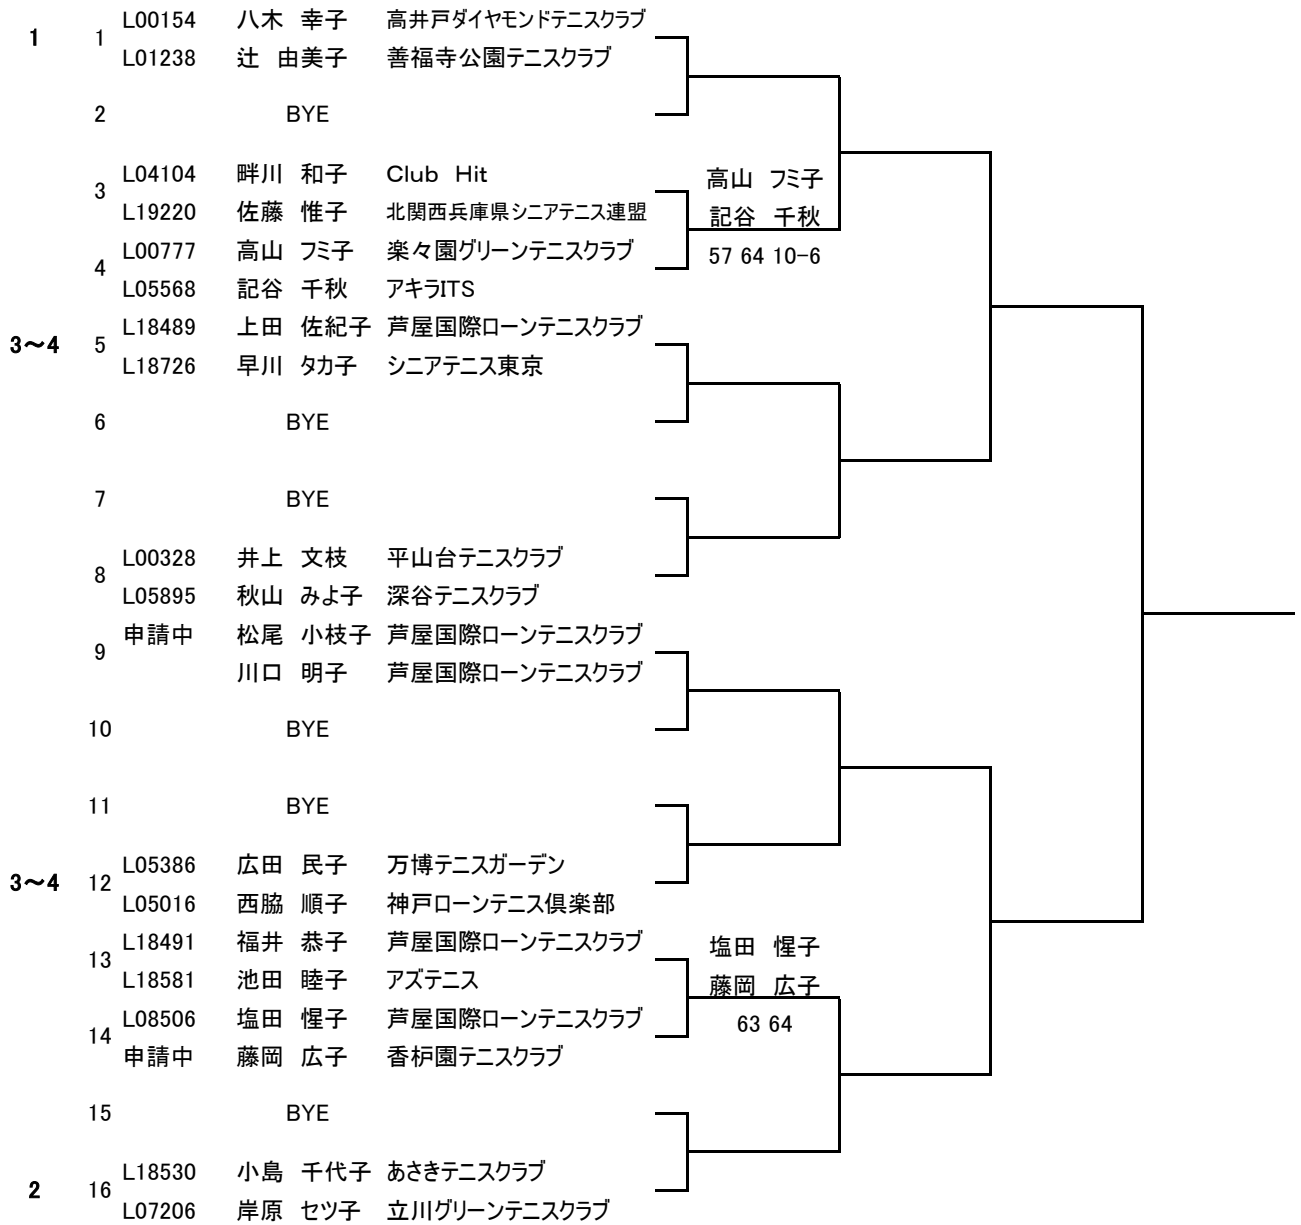 L00154 八木 幸子 高井戸ダイヤモンドテニスクラブ
1 1
L01238 辻 由美子 善福寺公園テニスクラブ
2 BYE
L04104 畔川 和子 Club Hit
3
高山 フミ子
L19220 佐藤 惟子 北関西兵庫県シニアテニス連盟
記谷 千秋
L00777 高山 フミ子 楽々園グリーンテニスクラブ
57 64 10-6
4
L05568 記谷 千秋 アキラITS
L18489 上田 佐紀子 芦屋国際ローンテニスクラブ
3～4 5
L18726 早川 タカ子 シニアテニス東京
6 BYE
7 BYE
L00328 井上 文枝 平山台テニスクラブ
8
L05895 秋山 みよ子 深谷テニスクラブ
申請中 松尾 小枝子 芦屋国際ローンテニスクラブ
9
川口 明子 芦屋国際ローンテニスクラブ
10 BYE
11 BYE
L05386 広田 民子 万博テニスガーデン
3～4 12
L05016 西脇 順子 神戸ローンテニス倶楽部
L18491 福井 恭子 芦屋国際ローンテニスクラブ
塩田 惺子
13
L18581 池田 睦子 アズテニス
藤岡 広子
L08506 塩田 惺子 芦屋国際ローンテニスクラブ
63 64
14
申請中 藤岡 広子 香枦園テニスクラブ
15 BYE
L18530 小島 千代子 あさきテニスクラブ
2 16
L07206 岸原 セツ子 立川グリーンテニスクラブ